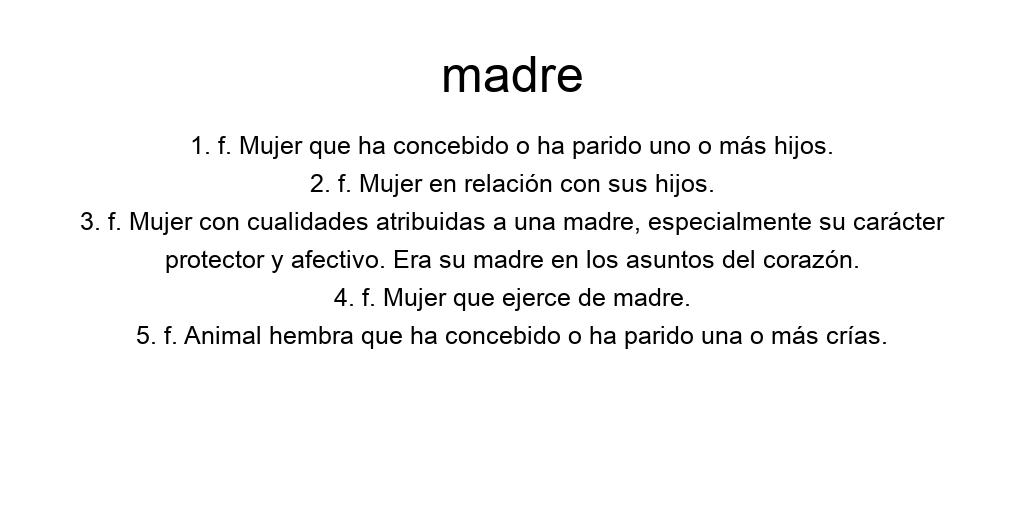 madre
1. f. Mujer que ha concebido o ha parido uno o más hijos.
2. f. Mujer en relación con sus hijos.
3. f. Mujer con cualidades atribuidas a una madre, especialmente su carácter
protector y afectivo. Era su madre en los asuntos del corazón.
4. f. Mujer que ejerce de madre.
5. f. Animal hembra que ha concebido o ha parido una o más crías.